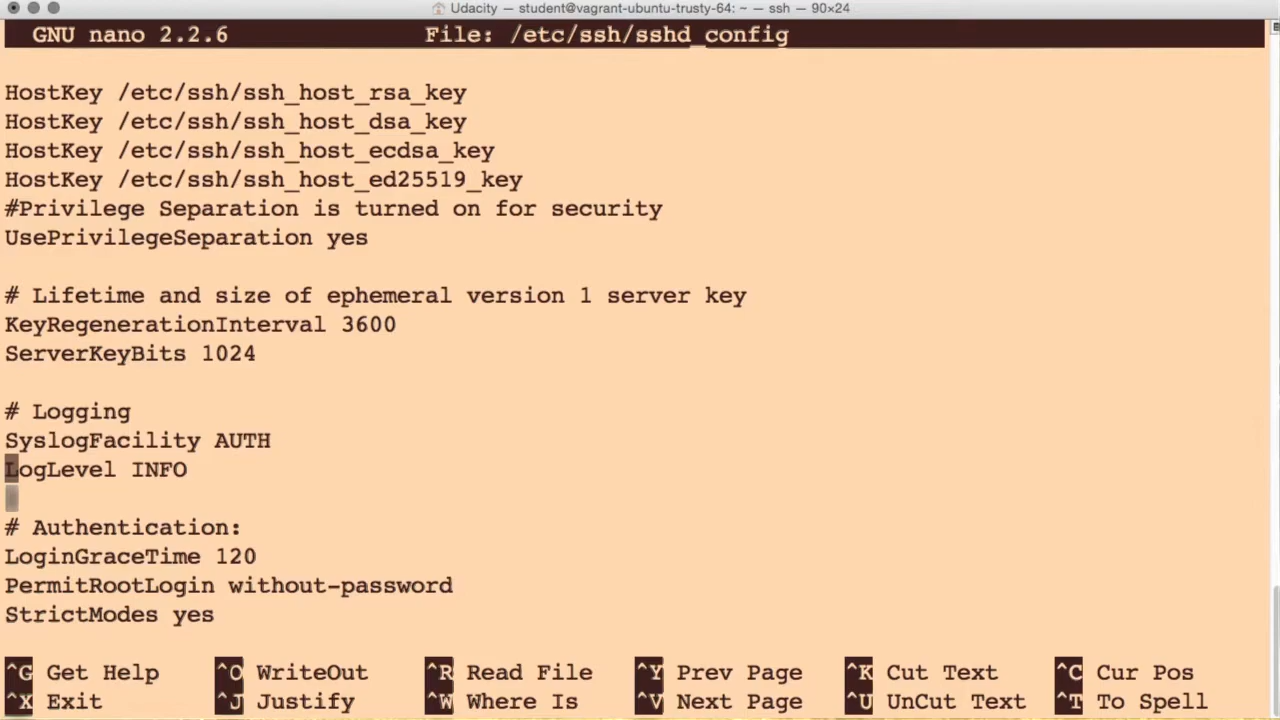 Udacity — student@vagrant-ubuntu-trusty-64: ~ — ssh — 90×24
GNU nano 2.2.6 File: /etc/ssh/sshd_config
HostKey /etc/ssh/ssh_host_rsa_key
HostKey /etc/ssh/ssh_host_dsa_key
HostKey /etc/ssh/ssh_host_ecdsa_key
HostKey /etc/ssh/ssh_host_ed25519_key
#Privilege Separation is turned on for security
UsePrivilegeSeparation yes
# Lifetime and size of ephemeral version 1 server key
KeyRegenerationInterval 3600
ServerKeyBits 1024
# Logging
SyslogFacility AUTH
LogLevel INFO
# Authentication:
LoginGraceTime 120
PermitRootLogin without-password
StrictModes yes
^G Get Help ^O WriteOut ^R Read File ^Y Prev Page ^K Cut Text ^C Cur Pos
^X Exit ^J Justify ^W Where Is ^V Next Page ^U UnCut Text ^T To Spell